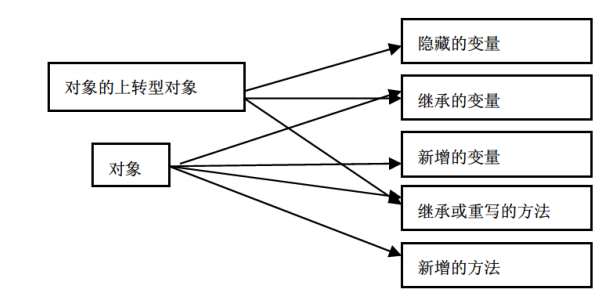 隐藏的变量
对象的上转型对象
继承的变量
新增的变量
对象
继承或重写的方法
新增的方法